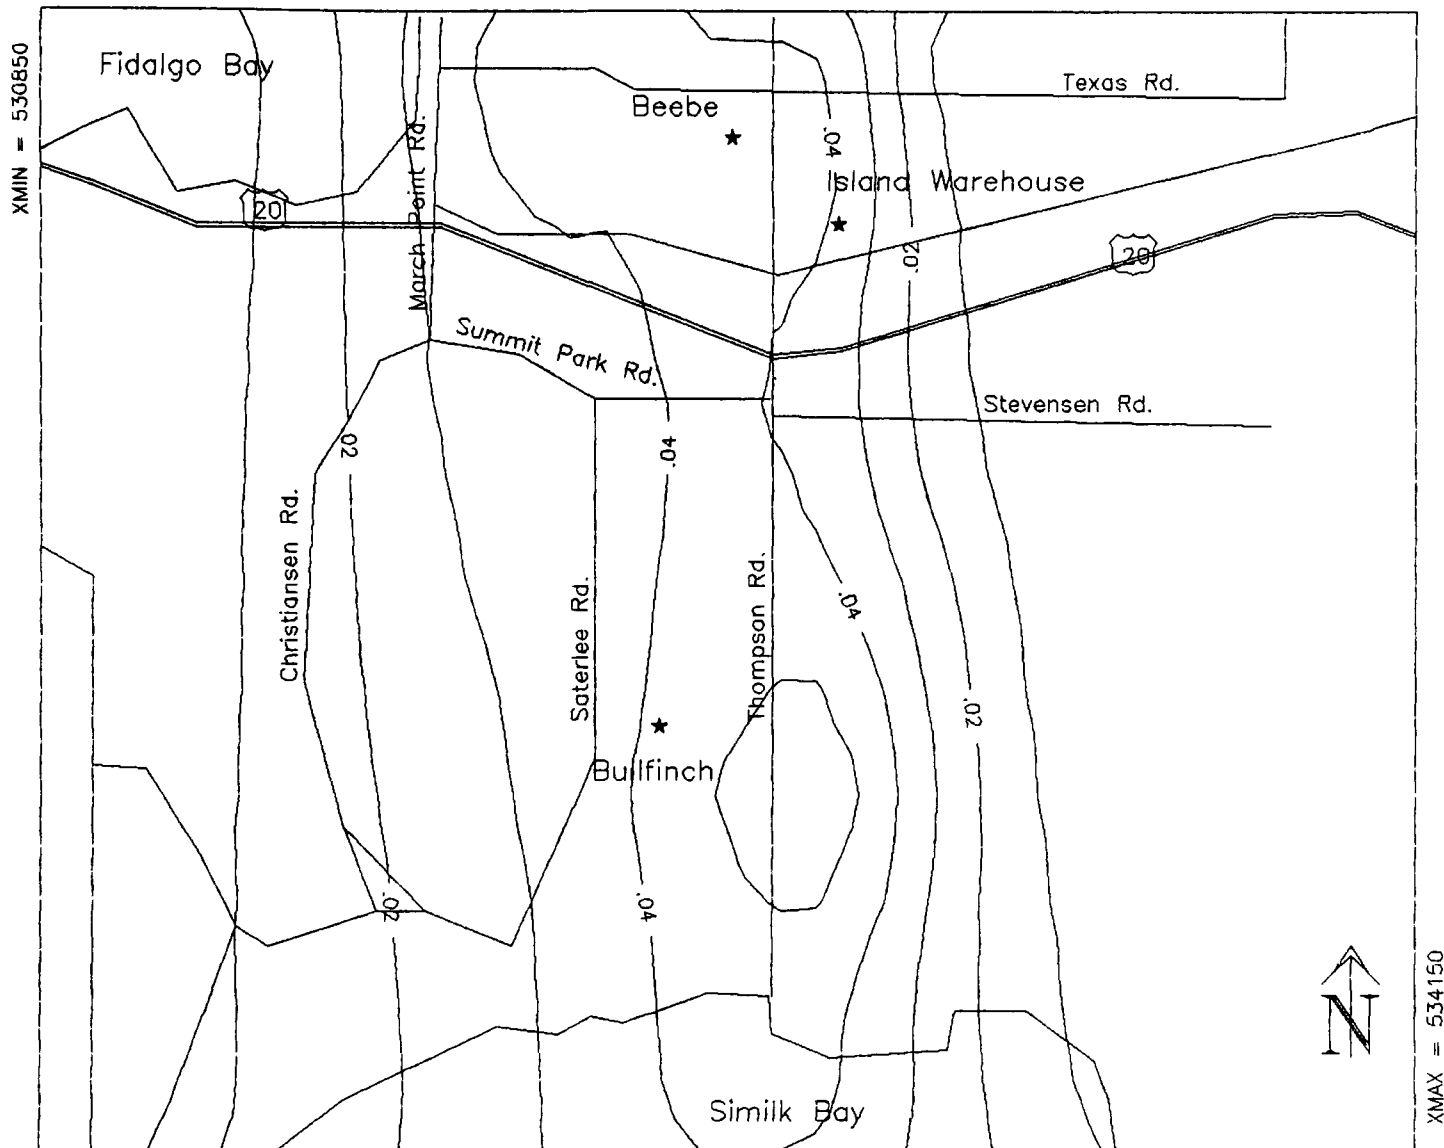 XMIN = 530850
Fidalgo Bay
Texas Rd.
Beebe
March Point Rd.
.04
Island Warehouse
20
.02
20
Summit Park Rd.
Stevensen Rd.
.02
.04
Christiansen Rd.
Saterlee Rd.
Thompson Rd.
.04
.02
Bullfinch
.02
.04
N
XMAX = 534150
Similk Bay